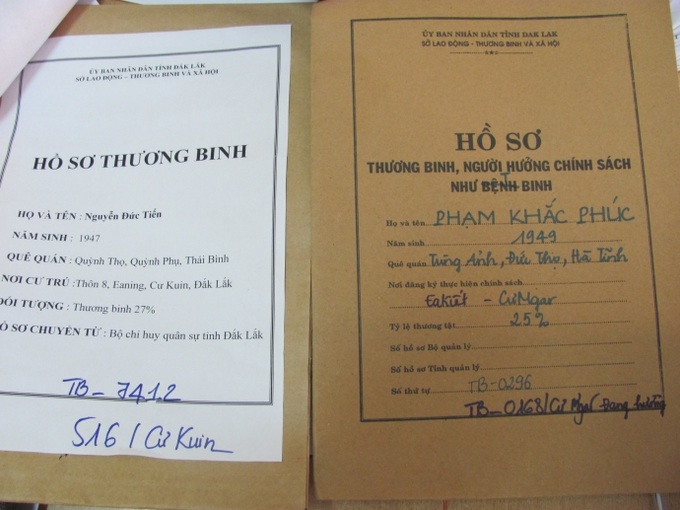 ỦY BAN NHÂN DÂN TỈNH ĐĂK LĂK
SỞ LAO ĐỘNG - THƯƠNG BINH VÀ XÃ HỘI
HỒ SƠ THƯƠNG BINH
HỌ VÀ TÊN : Nguyễn Đức Tiến
NĂM SINH : 1947
QUÊ QUÁN : Quỳnh Thọ, Quỳnh Phụ, Thái Bình
NƠI CƯ TRÚ : Thôn 8, Eaning, Cư Kuin, Đắk Lắk
ĐỐI TƯỢNG : Thương binh 27%
HỒ SƠ CHUYỂN TỪ : Bộ chỉ huy quân sự tỉnh Đắk Lắk
TB - 7412
516 / Cư Kuin
ỦY BAN NHÂN DÂN TỈNH DAK LAK
SỞ LAO ĐỘNG - THƯƠNG BINH VÀ XÃ HỘI
HỒ SƠ
THƯƠNG BINH, NGƯỜI HƯỞNG CHÍNH SÁCH
NHƯ BỆNH BINH
Họ và tên PHẠM KHẮC PHÚC
Năm sinh 1949
Quê quán Tùng Ảnh, Đức Thọ, Hà Tĩnh
Nơi đăng ký thực hiện chính sách
Eakiết - CưMgar
Tỷ lệ thương tật 25%
Số hồ sơ Bộ quản lý
Số hồ sơ Tỉnh quản lý
Số thứ tự TB-0296
TB-0168/Cư Mgar Đang hưởng